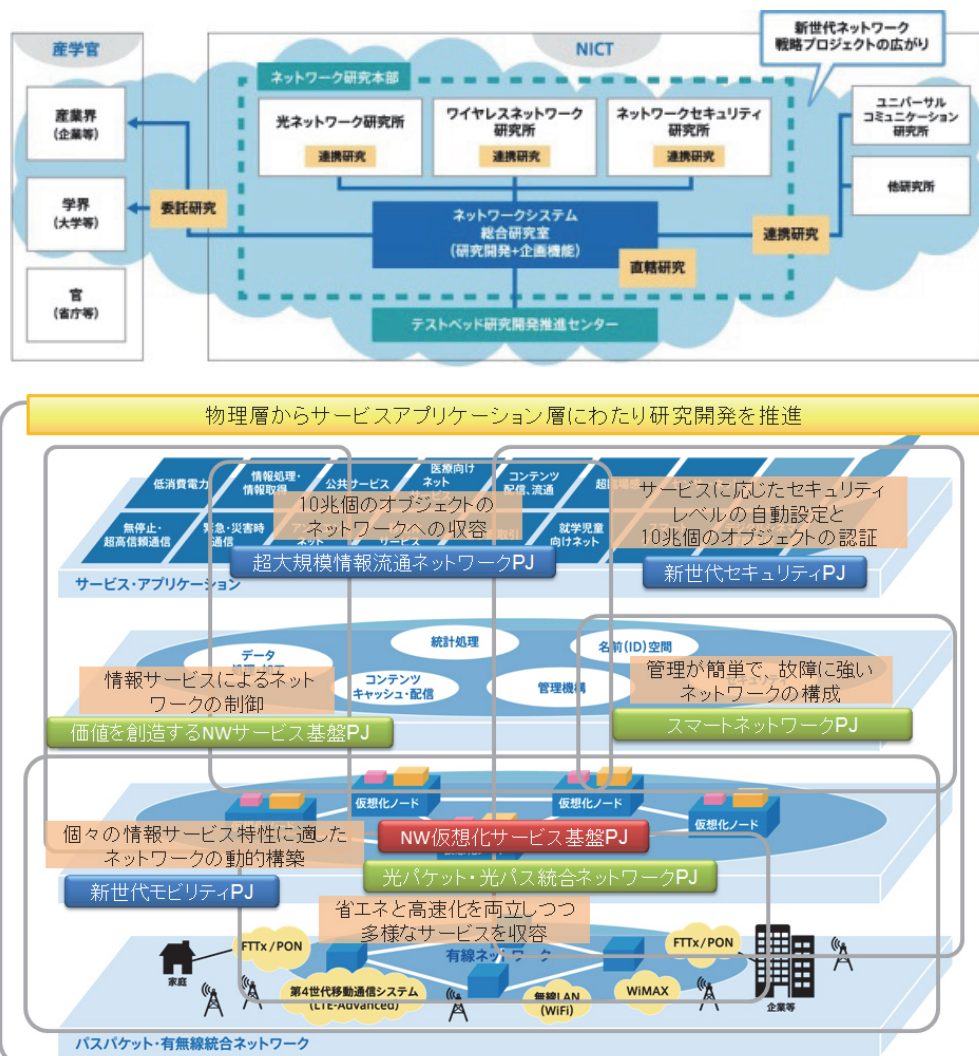 産学官
NICT
新世代ネットワーク
戦略プロジェクトの広がり
ネットワーク研究本部
産業界
(企業等)
学界
(大学等)
官
(省庁等)
委託研究
光ネットワーク研究所
連携研究
ワイヤレスネットワーク
研究所
連携研究
ネットワークセキュリティ
研究所
連携研究
ユニバーサル
コミュニケーション
研究所
他研究所
ネットワークシステム
総合研究室
(研究開発+企画機能)
直轄研究
連携研究
テストベッド研究開発推進センター
物理層からサービスアプリケーション層にわたり研究開発を推進
低消費電力
情報処理・
情報取得
公共サービス
医療向け
ネット
コンテンツ
配信、流通
無停止・
超高信頼通信
緊急・災害時
通信
サービス
取引
就学児童
向けネット
10兆個のオブジェクトの
ネットワークへの収容
超大規模情報流通ネットワークPJ
サービスに応じたセキュリティ
レベルの自動設定と
10兆個のオブジェクトの認証
新世代セキュリティPJ
サービス・アプリケーション
データ
統計処理
名前(ID)空間
コンテンツ
キャッシュ・配信
管理機構
情報サービスによるネット
ワークの制御
価値を創造するNWサービス基盤PJ
管理が簡単で、故障に強い
ネットワークの構成
スマートネットワークPJ
仮想化ノード
仮想化ノード
仮想化ノード
個々の情報サービス特性に適した
ネットワークの動的構築
新世代モビリティPJ
NW仮想化サービス基盤PJ
光パケット・光パス統合ネットワークPJ
省エネと高速化を両立しつつ
多様なサービスを収容
有線ネットワーク
家庭
FTTx/PON
FTTx/PON
企業等
第4世代移動通信システム
(LTE-Advanced)
無線LAN
(WiFi)
WiMAX
パスパケット・有無線統合ネットワーク